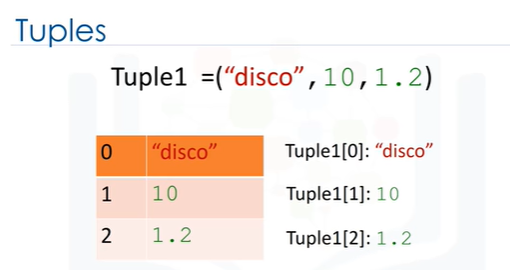 Tuples
Tuple1 =(“disco”,10,1.2)
0 “disco” Tuple1[0]: “disco”
1 10 Tuple1[1]: 10
2 1.2 Tuple1[2]: 1.2